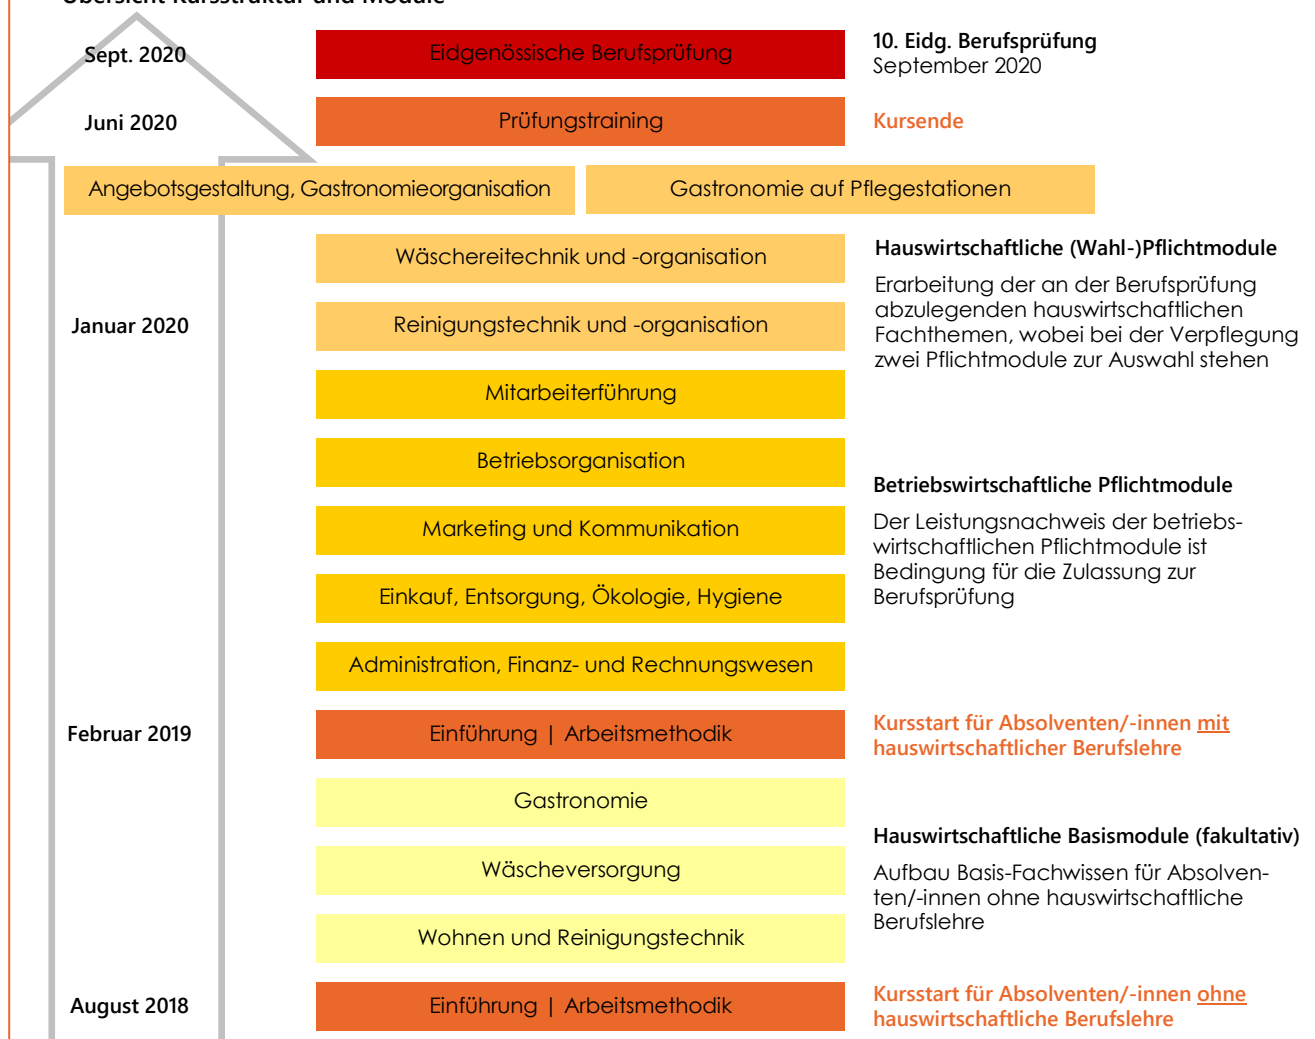 Übersicht Kursstruktur und Module
Sept. 2020
Eidgenössische Berufsprüfung
10. Eidg. Berufsprüfung
September 2020
Juni 2020
Prüfungstraining
Kursende
Angebotsgestaltung, Gastronomieorganisation
Gastronomie auf Pflegestationen
Wäschereitechnik und -organisation
Hauswirtschaftliche (Wahl-)Pflichtmodule
Erarbeitung der an der Berufsprüfung
abzulegenden hauswirtschaftlichen
Fachthemen, wobei bei der Verpflegung
zwei Pflichtmodule zur Auswahl stehen
Januar 2020
Reinigungstechnik und -organisation
Mitarbeiterführung
Betriebsorganisation
Betriebswirtschaftliche Pflichtmodule
Der Leistungsnachweis der betriebs-
wirtschaftlichen Pflichtmodule ist
Bedingung für die Zulassung zur
Berufsprüfung
Marketing und Kommunikation
Einkauf, Entsorgung, Ökologie, Hygiene
Administration, Finanz- und Rechnungswesen
Februar 2019
Einführung | Arbeitsmethodik
Kursstart für Absolventen/-innen mit
hauswirtschaftlicher Berufslehre
Gastronomie
Hauswirtschaftliche Basismodule (fakultativ)
Aufbau Basis-Fachwissen für Absolven-
ten/-innen ohne hauswirtschaftliche
Berufslehre
Wäscheversorgung
Wohnen und Reinigungstechnik
August 2018
Einführung | Arbeitsmethodik
Kursstart für Absolventen/-innen ohne
hauswirtschaftliche Berufslehre